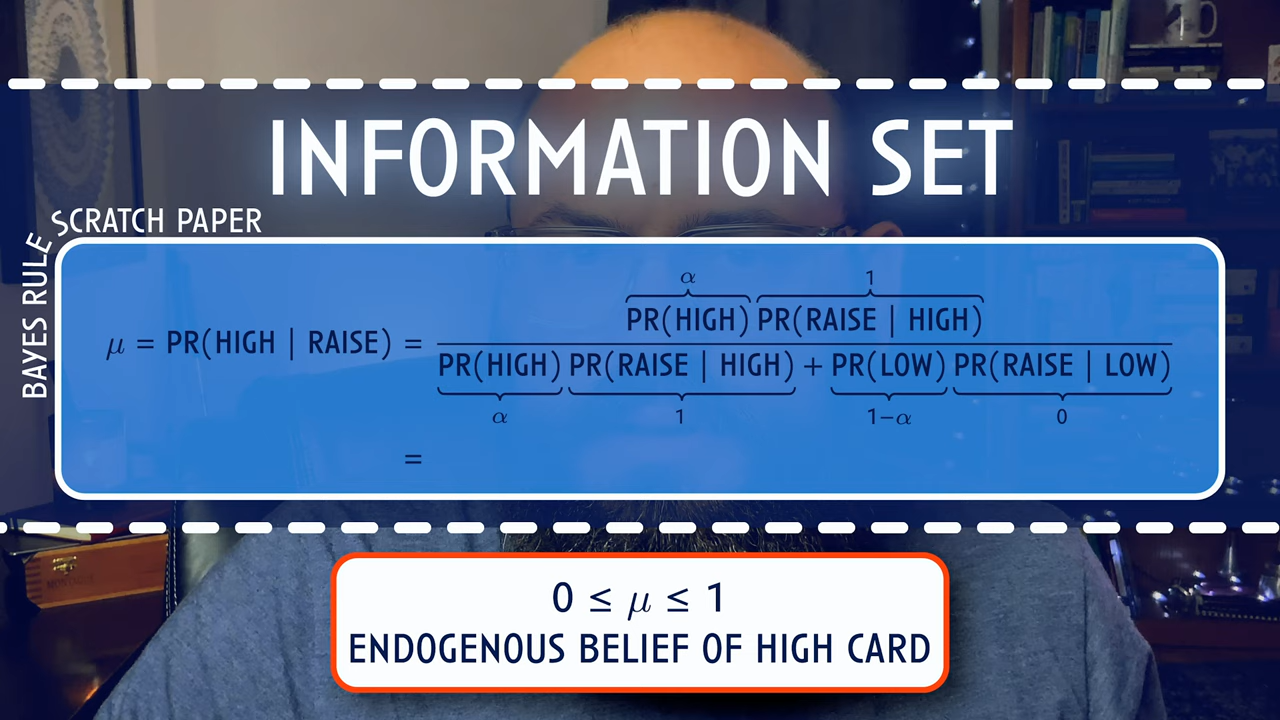 INFORMATION SET
SCRATCH PAPER
BAYES RULE
α 1
μ = PR(HIGH | RAISE) = PR(HIGH) PR(RAISE | HIGH)
PR(HIGH) PR(RAISE | HIGH) + PR(LOW) PR(RAISE | LOW)
α 1 1−α 0
=
0 ≤ μ ≤ 1
ENDOGENOUS BELIEF OF HIGH CARD